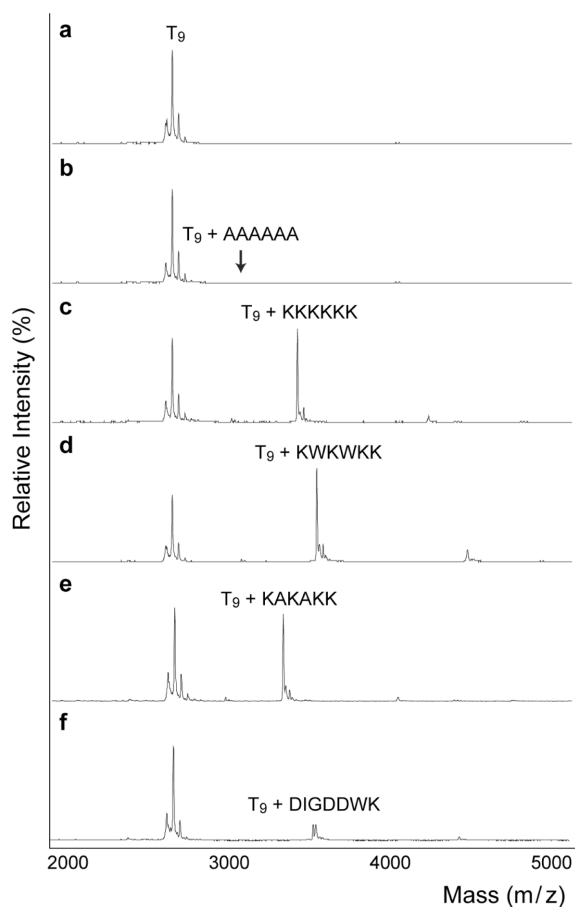 a
T₉
b
T₉ + AAAAAA
c
T₉ + KKKKKK
d
T₉ + KWKWKK
e
T₉ + KAKAKK
f
T₉ + DIGDDWK
Relative Intensity (%)
2000 3000 4000 5000
Mass (m/z)